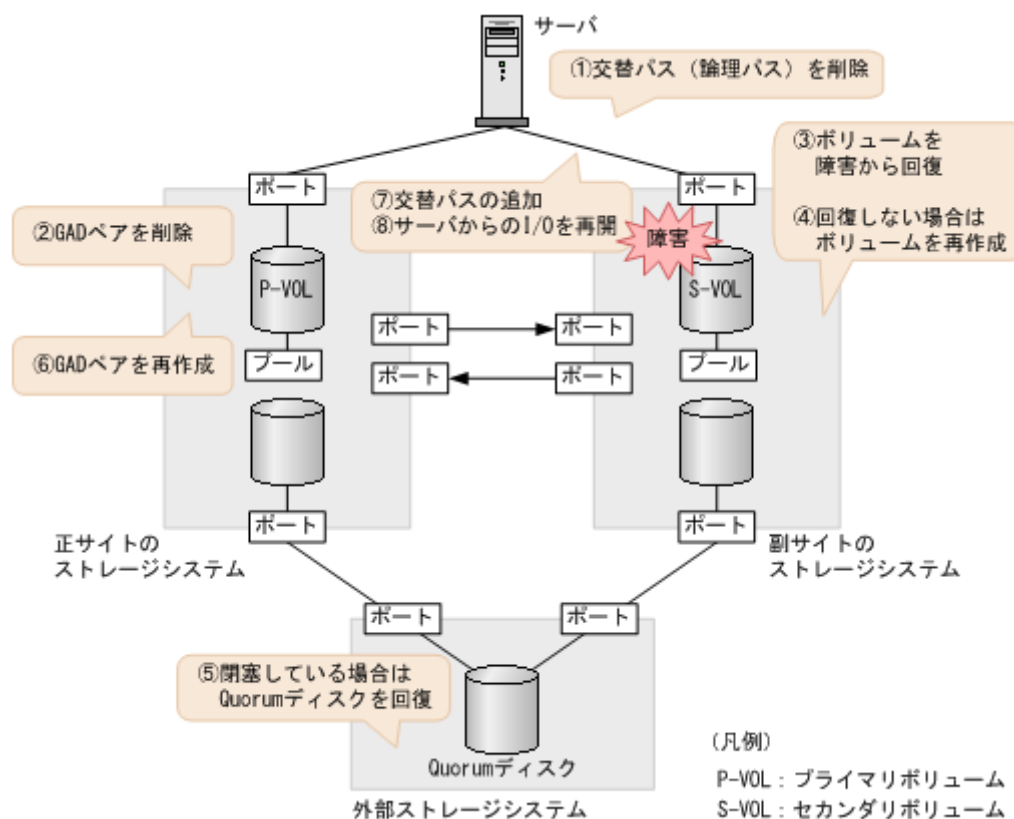 サーバ
①交替パス（論理パス）を削除
③ボリュームを
障害から回復
④回復しない場合は
ボリュームを再作成
ポート
ポート
⑦交替パスの追加
⑧サーバからのI/Oを再開
②GADペアを削除
障害
P-VOL
S-VOL
ポート
ポート
⑥GADペアを再作成
プール
プール
ポート
ポート
ポート
ポート
正サイトの
ストレージシステム
副サイトの
ストレージシステム
ポート
ポート
⑤閉塞している場合は
Quorumディスクを回復
Quorumディスク
外部ストレージシステム
(凡例)
P-VOL：プライマリボリューム
S-VOL：セカンダリボリューム